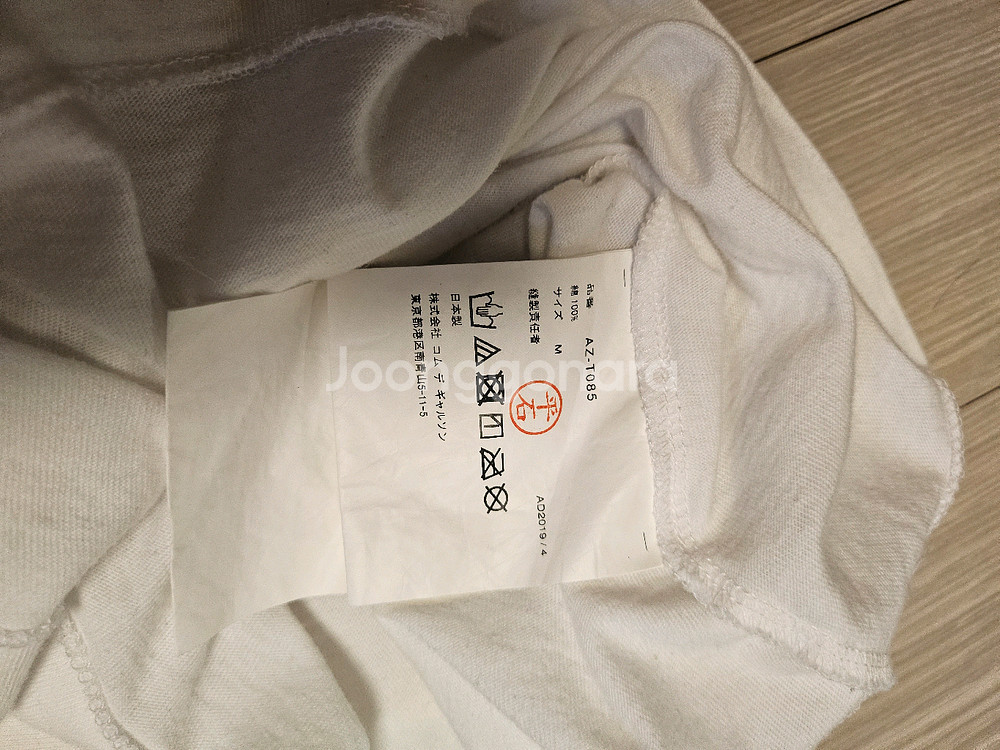 品番 AZ-T085
綿 100%
サイズ M
縫製責任者 平石 AD2019/4
日本製
株式会社 コム デ ギャルソン
東京都港区南青山5-11-5
Joonggonara